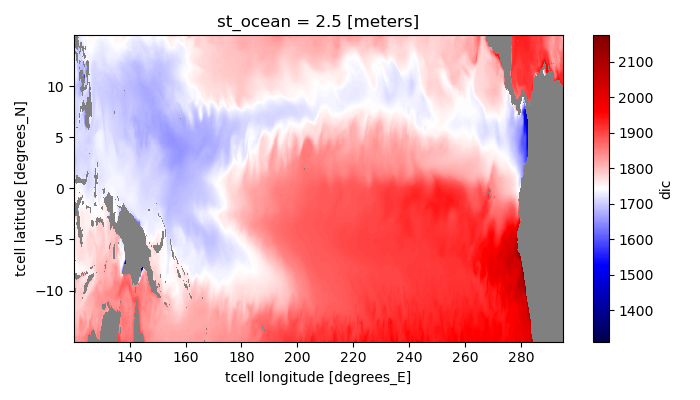 st_ocean = 2.5 [meters]
10
5
0
−5
−10
tcell latitude [degrees_N]
140 160 180 200 220 240 260 280
tcell longitude [degrees_E]
2100
2000
1900
1800
1700
1600
1500
1400
dic